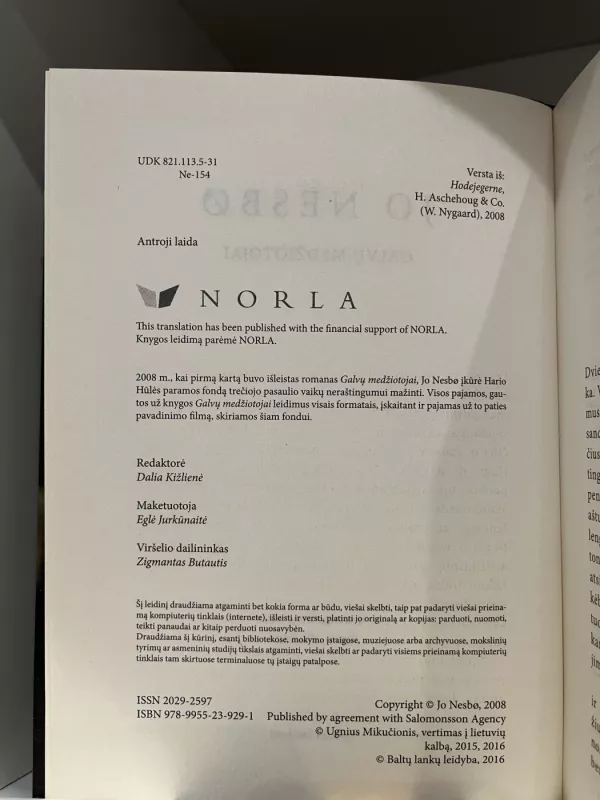 UDK 821.113.5-31
Ne-154
Versta iš:
Hodejegerne,
H. Aschehoug & Co.
(W. Nygaard), 2008
Antroji laida
NORLA
This translation has been published with the financial support of NORLA.
Knygos leidimą parėmė NORLA.
2008 m., kai pirmą kartą buvo išleistas romanas Galvų medžiotojai, Jo Nesbø įkūrė Hario
Hūlės paramos fondą trečiojo pasaulio vaikų neraštingumui mažinti. Visos pajamos, gau-
tos už knygos Galvų medžiotojai leidimus visais formatais, įskaitant ir pajamas už to paties
pavadinimo filmą, skiriamos šiam fondui.
Redaktorė
Dalia Kižlienė
Maketuotoja
Eglė Jurkūnaitė
Viršelio dailininkas
Zigmantas Butautis
Šį leidinį draudžiama atgaminti bet kokia forma ar būdu, viešai skelbti, taip pat padaryti viešai prieina-
mą kompiuterių tinklais (internete), išleisti ir versti, platinti jo originalą ar kopijas: parduoti, nuomoti,
teikti panaudai ar kitaip perduoti nuosavybėn.
Draudžiama šį kūrinį, esantį bibliotekose, mokymo įstaigose, muziejuose arba archyvuose, mokslinių
tyrimų ar asmeninių studijų tikslais atgaminti, viešai skelbti ar padaryti visiems prieinamą kompiuterių
tinklais tam skirtuose terminaluose tų įstaigų patalpose.
ISSN 2029-2597
ISBN 978-9955-23-929-1
Copyright © Jo Nesbø, 2008
Published by agreement with Salomonsson Agency
© Ugnius Mikučionis, vertimas į lietuvių
kalbą, 2015, 2016
© Baltų lankų leidyba, 2016